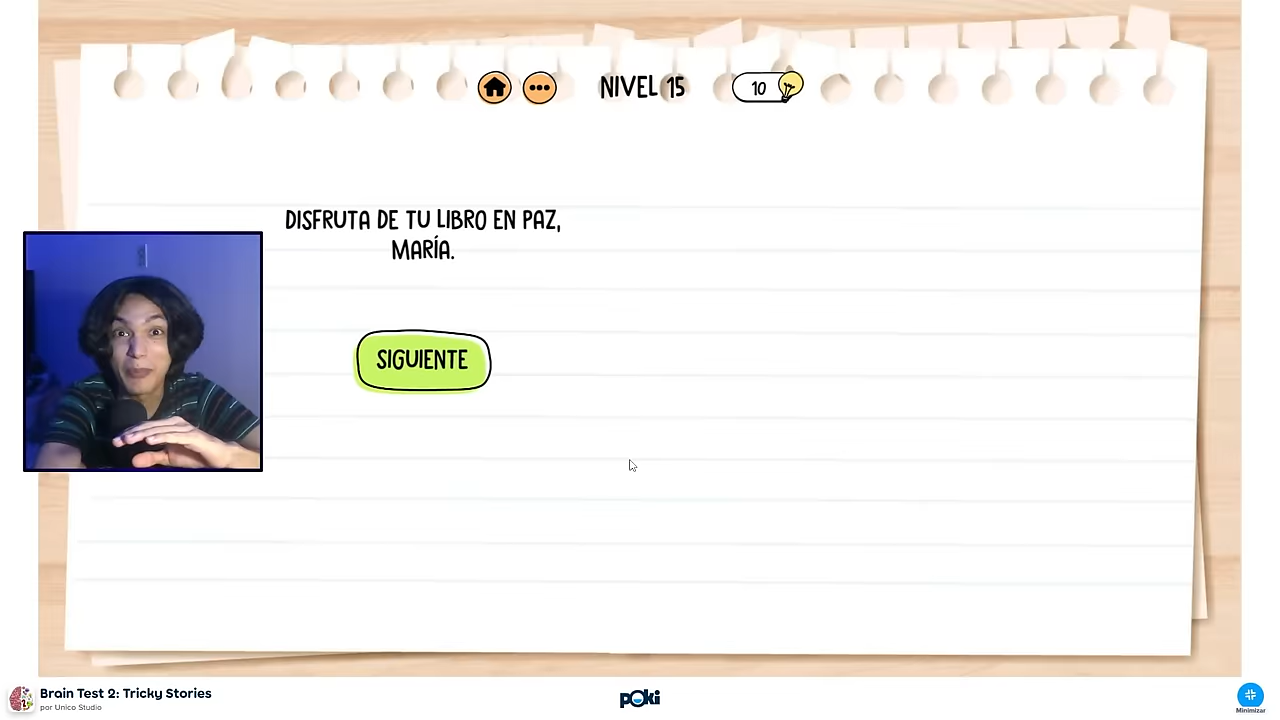 NIVEL 15
10
DISFRUTA DE TU LIBRO EN PAZ,
MARÍA.
SIGUIENTE
Brain Test 2: Tricky Stories
por Unico Studio
poki
Minimizar